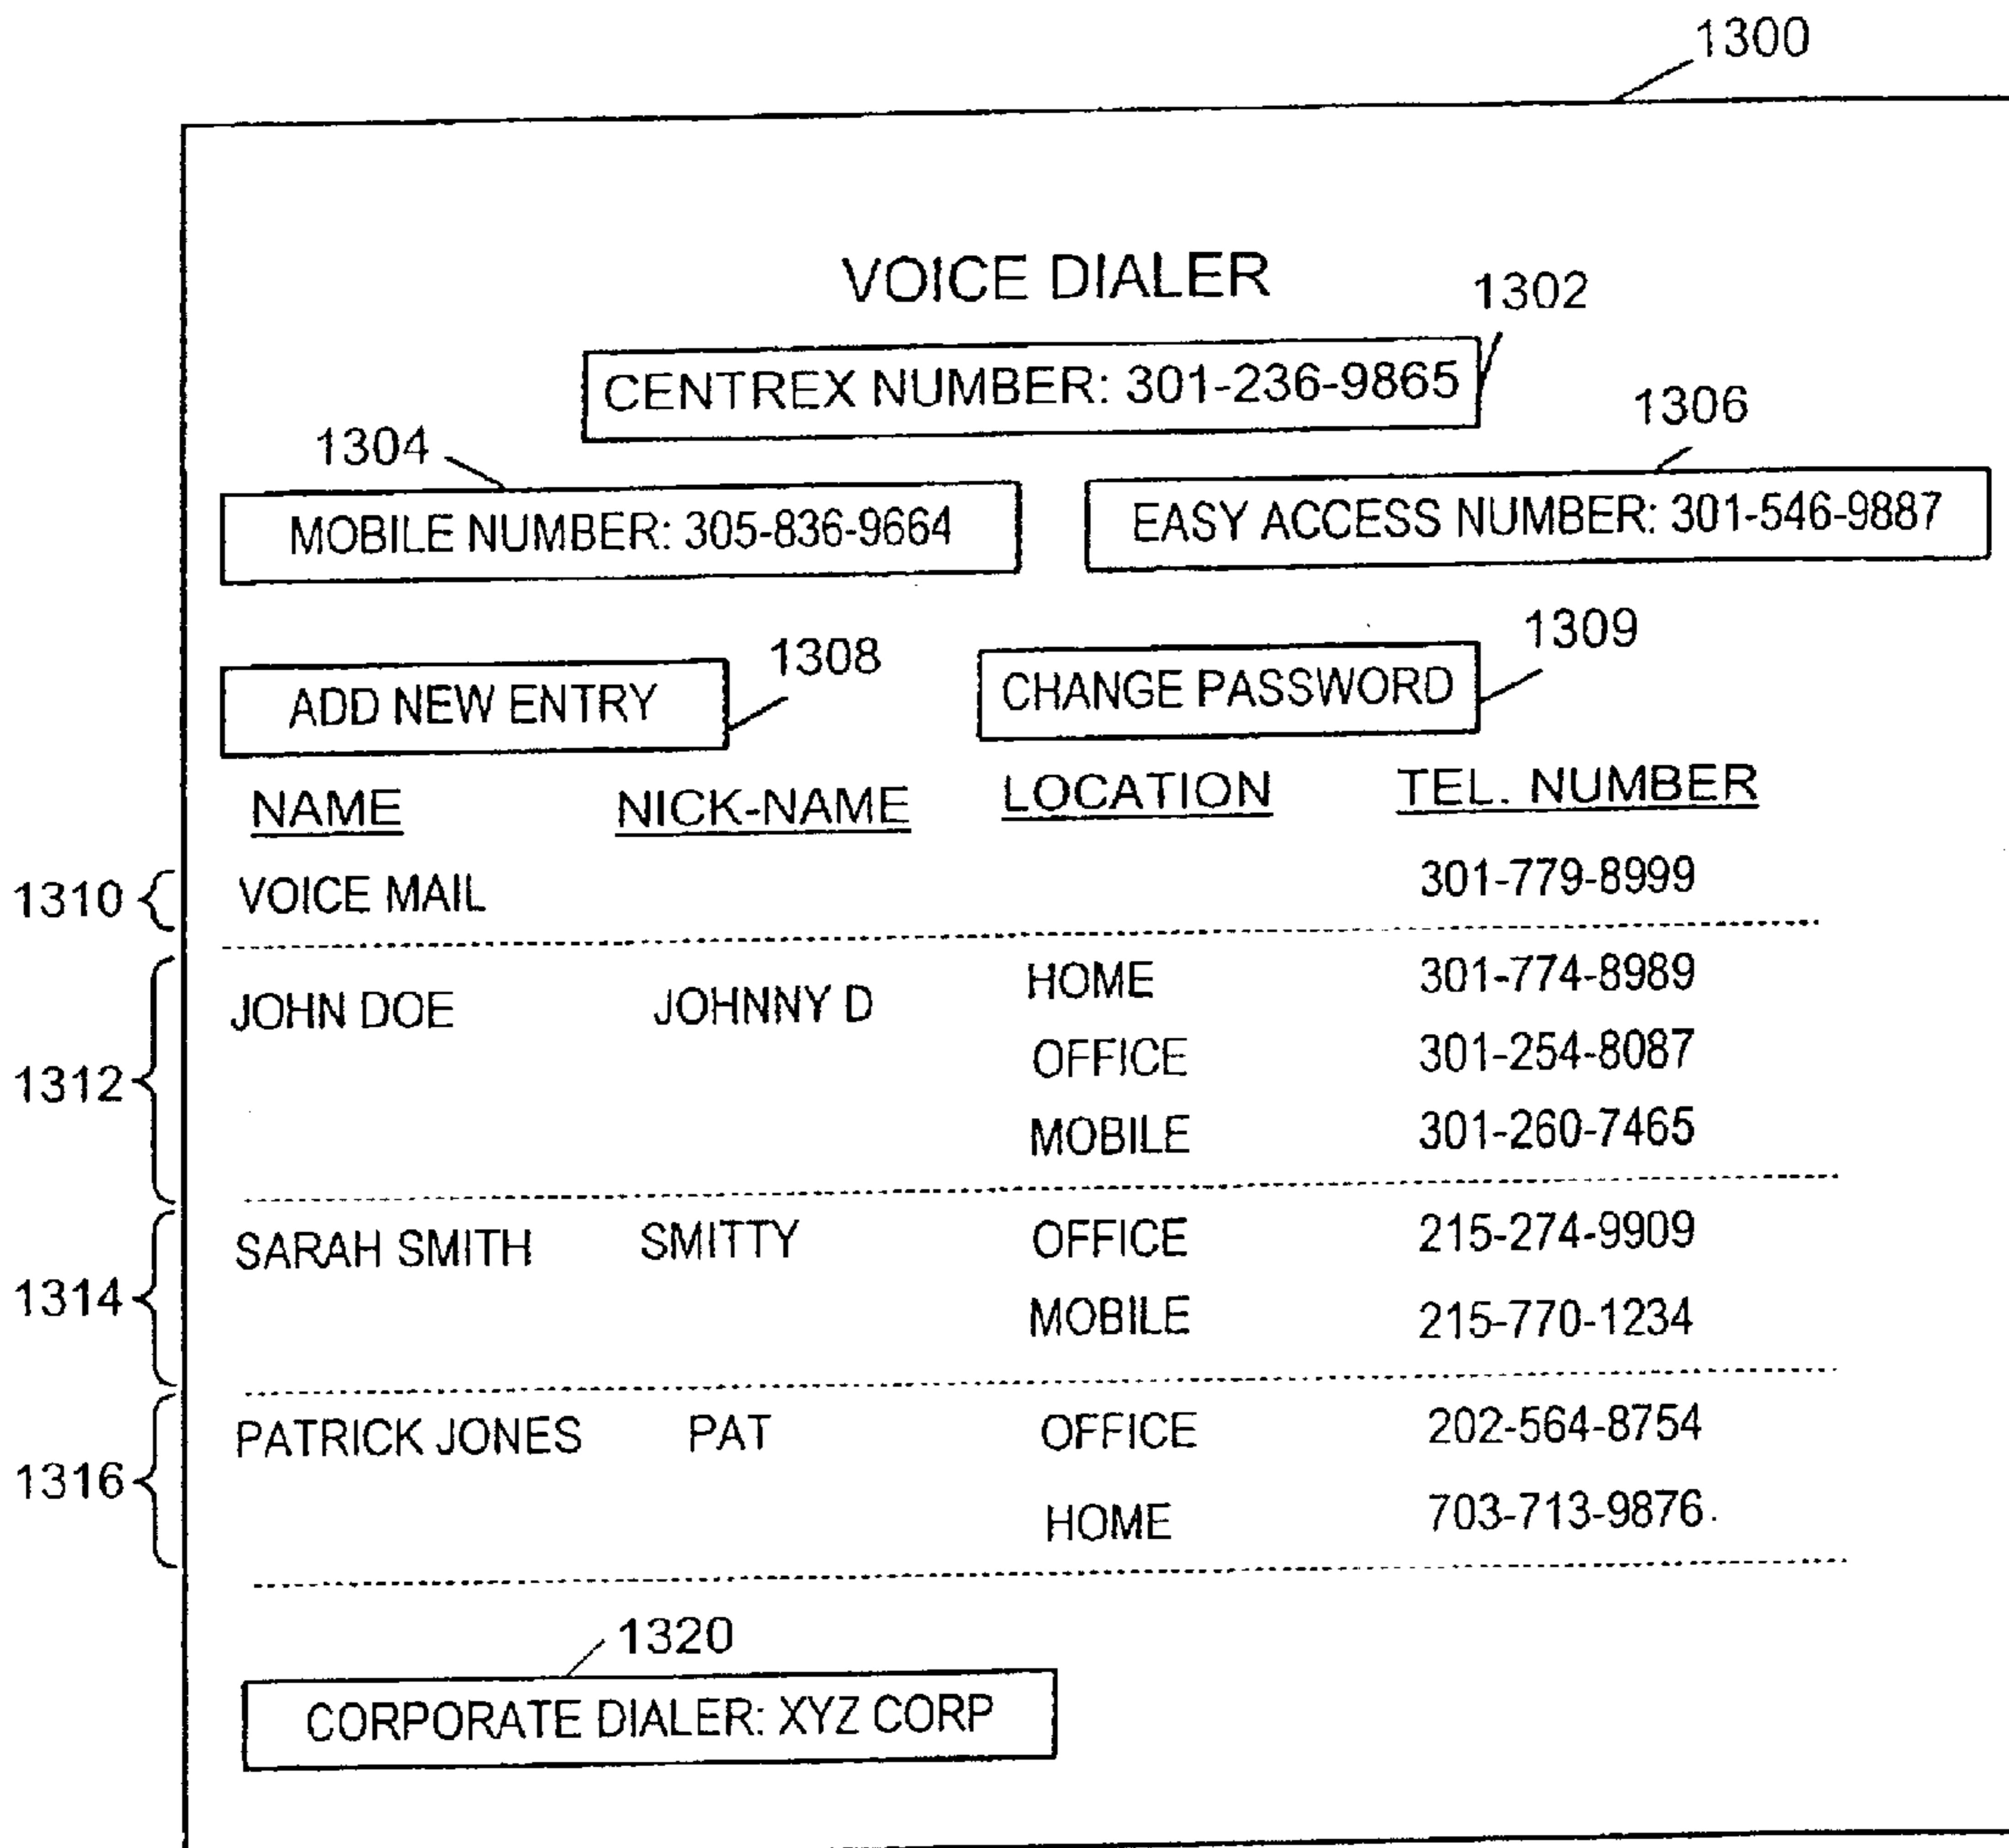 1300
VOICE DIALER
1302
CENTREX NUMBER: 301-236-9865
1304
1306
MOBILE NUMBER: 305-836-9664
EASY ACCESS NUMBER: 301-546-9887
1308
1309
ADD NEW ENTRY
CHANGE PASSWORD
NAME NICK-NAME LOCATION TEL. NUMBER
1310 VOICE MAIL 301-779-8999
JOHN DOE JOHNNY D HOME 301-774-8989
OFFICE 301-254-8087
1312
MOBILE 301-260-7465
SARAH SMITH SMITTY OFFICE 215-274-9909
1314
MOBILE 215-770-1234
PATRICK JONES PAT OFFICE 202-564-8754
1316
HOME 703-713-9876
1320
CORPORATE DIALER: XYZ CORP